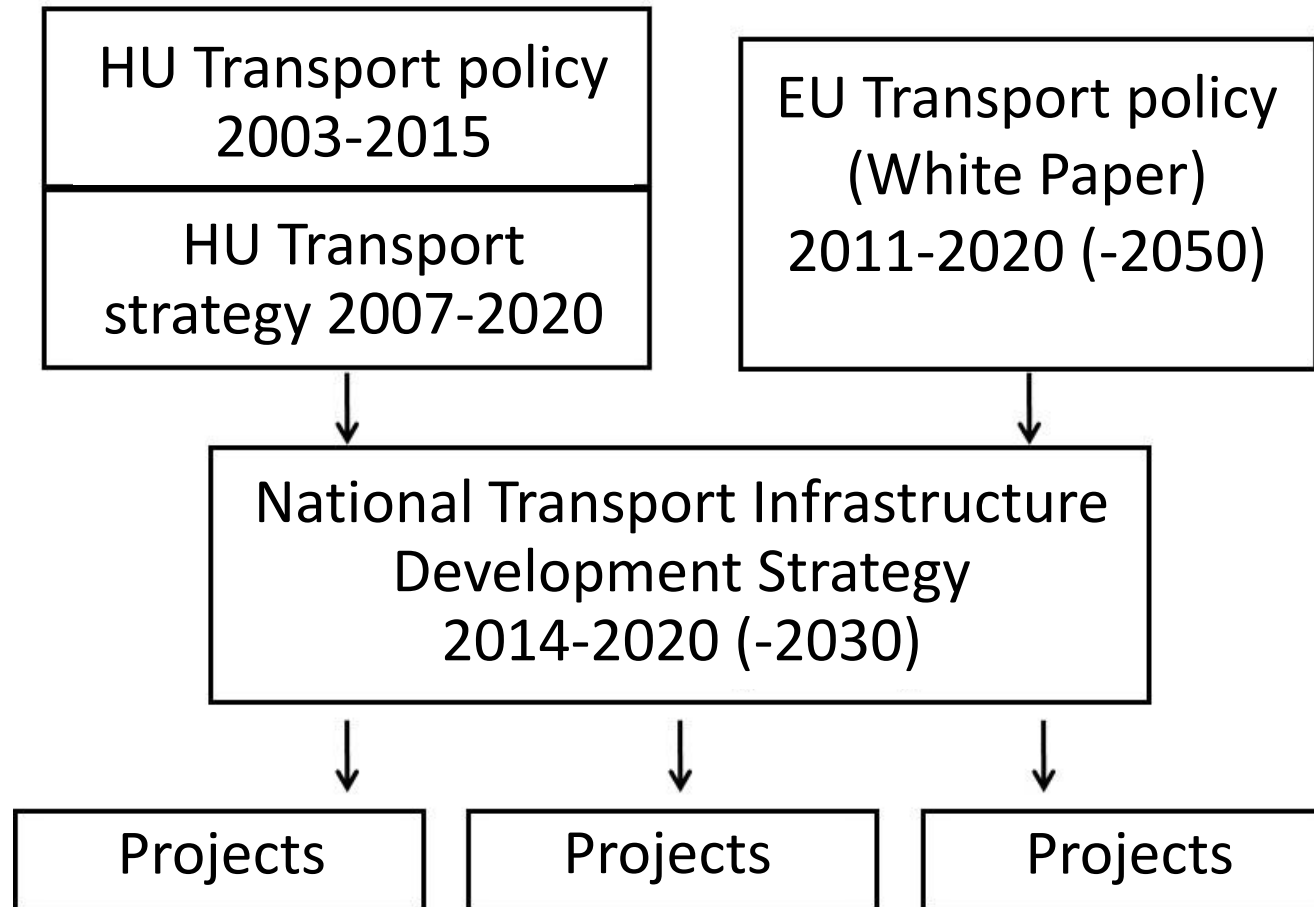 HU Transport policy
2003-2015
HU Transport
strategy 2007-2020
EU Transport policy
(White Paper)
2011-2020 (-2050)
National Transport Infrastructure
Development Strategy
2014-2020 (-2030)
Projects
Projects
Projects